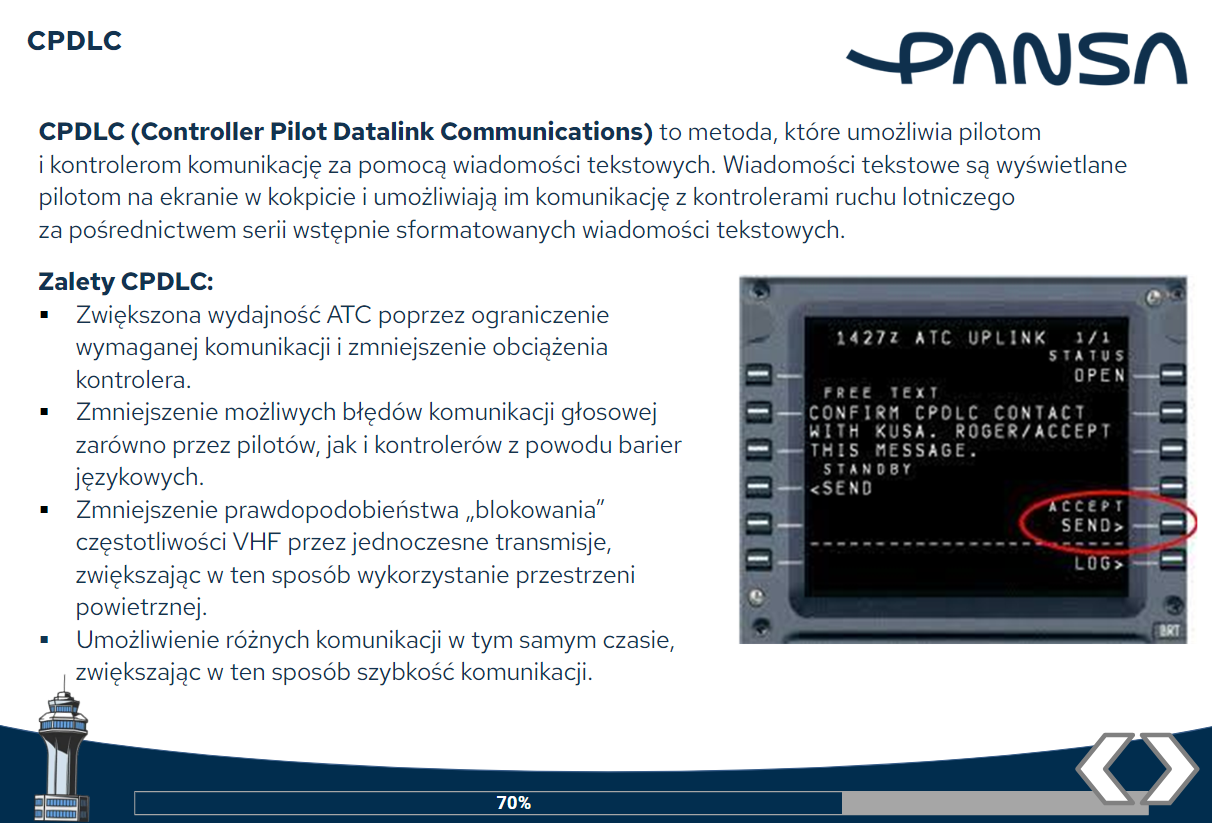 CPDLC
PANSA
CPDLC (Controller Pilot Datalink Communications) to metoda, które umożliwia pilotom
i kontrolerom komunikację za pomocą wiadomości tekstowych. Wiadomości tekstowe są wyświetlane
pilotom na ekranie w kokpicie i umożliwiają im komunikację z kontrolerami ruchu lotniczego
za pośrednictwem serii wstępnie sformatowanych wiadomości tekstowych.
Zalety CPDLC:
▪ Zwiększona wydajność ATC poprzez ograniczenie
wymaganej komunikacji i zmniejszenie obciążenia
kontrolera.
▪ Zmniejszenie możliwych błędów komunikacji głosowej
zarówno przez pilotów, jak i kontrolerów z powodu barier
językowych.
▪ Zmniejszenie prawdopodobieństwa „blokowania”
częstotliwości VHF przez jednoczesne transmisje,
zwiększając w ten sposób wykorzystanie przestrzeni
powietrznej.
▪ Umożliwienie różnych komunikacji w tym samym czasie,
zwiększając w ten sposób szybkość komunikacji.
1427z ATC UPLINK 1/1
STATUS
OPEN
FREE TEXT
CONFIRM CPDLC CONTACT
WITH KUSA. ROGER/ACCEPT
THIS MESSAGE.
STANDBY
<SEND
ACCEPT
SEND>
LOG>
BRT
70%